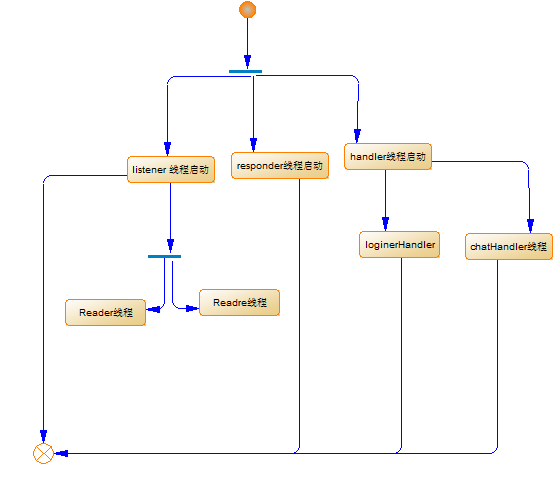 listener 线程启动
responder线程启动
handler线程启动
loginerHandler
chatHandler线程
Reader线程
Readre线程